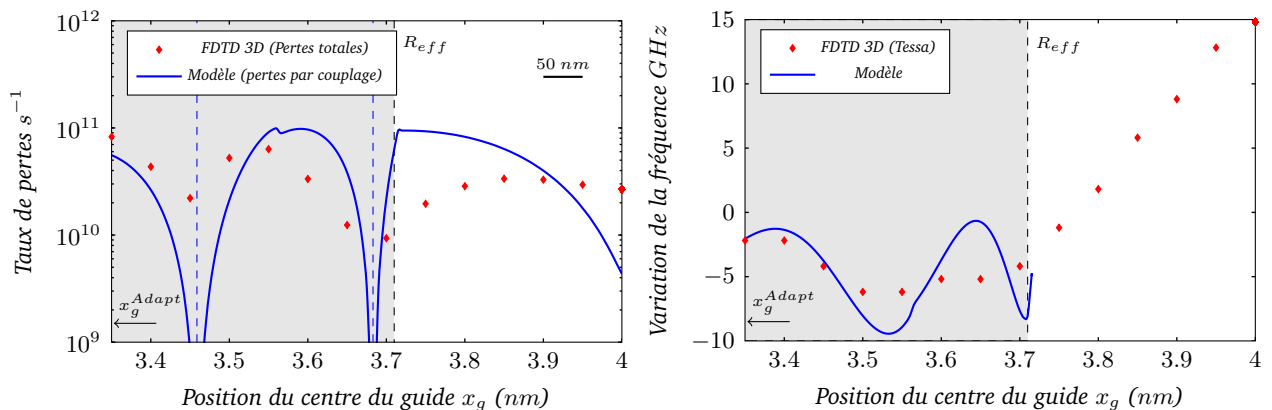 10^12
10^11
10^10
10^9
Taux de pertes s^−1
FDTD 3D (Pertes totales)
Modèle (pertes par couplage)
R_eff
50 nm
x_g^Adapt
3.4 3.5 3.6 3.7 3.8 3.9 4
Position du centre du guide x_g (nm)
15
10
5
0
−5
−10
Variation de la fréquence GHz
FDTD 3D (Tessa)
Modèle
R_eff
x_g^Adapt
3.4 3.5 3.6 3.7 3.8 3.9 4
Position du centre du guide x_g (nm)